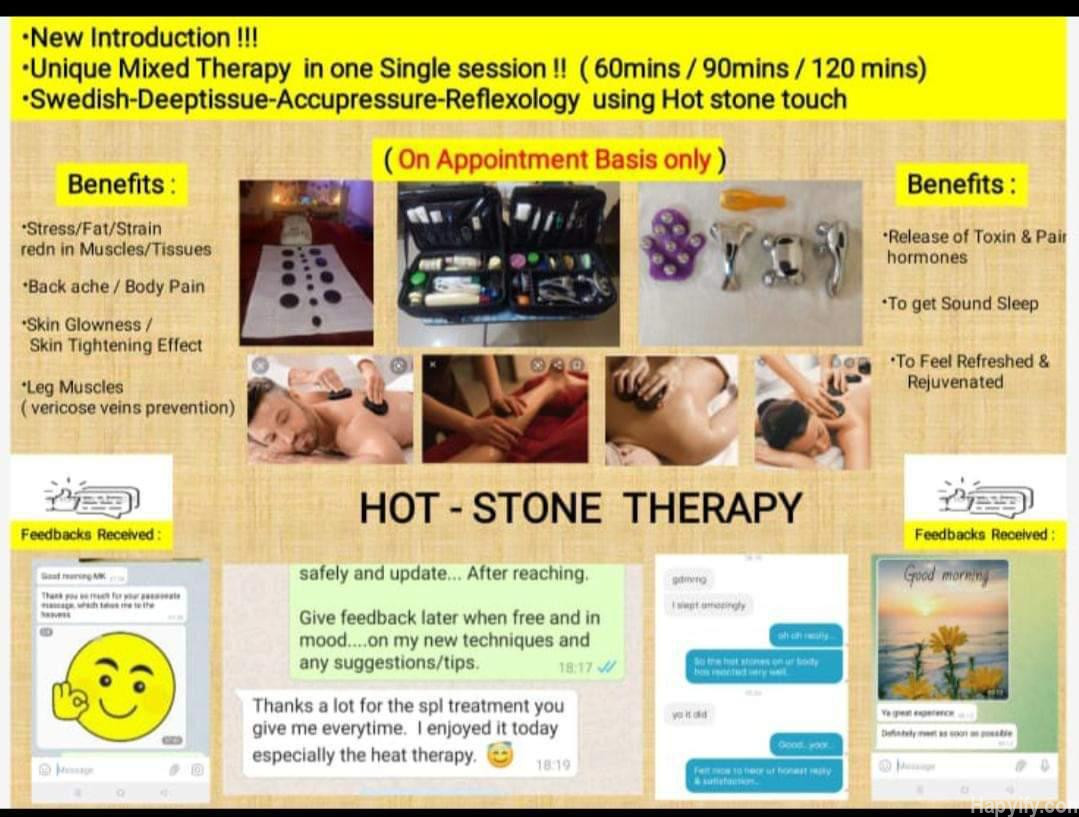 •New Introduction !!!
•Unique Mixed Therapy in one Single session !! ( 60mins / 90mins / 120 mins)
•Swedish-Deeptissue-Accupressure-Reflexology using Hot stone touch
( On Appointment Basis only )
Benefits :
•Stress/Fat/Strain
redn in Muscles/Tissues
•Back ache / Body Pain
•Skin Glowness /
Skin Tightening Effect
•Leg Muscles
( vericose veins prevention)
Benefits :
•Release of Toxin & Pain
hormones
•To get Sound Sleep
•To Feel Refreshed &
Rejuvenated
HOT - STONE THERAPY
Feedbacks Received :
Feedbacks Received :
Good morning MK
Thank you so much for your passionate
massage, which takes me to the
heavens
Message
safely and update... After reaching.
Give feedback later when free and in
mood....on my new techniques and
any suggestions/tips.
18:17
Thanks a lot for the spl treatment you
give me everytime. I enjoyed it today
especially the heat therapy.
18:19
gdmrng
I slept amazingly
oh oh really...
So the hot stones on ur body
has reacted very well.
ya it did
Good.. yaar..
Felt nice to hear ur honest reply
& satisfaction...
Good morning
Ya great experience
Definitely meet as soon as possible
Message
Hapylify.com